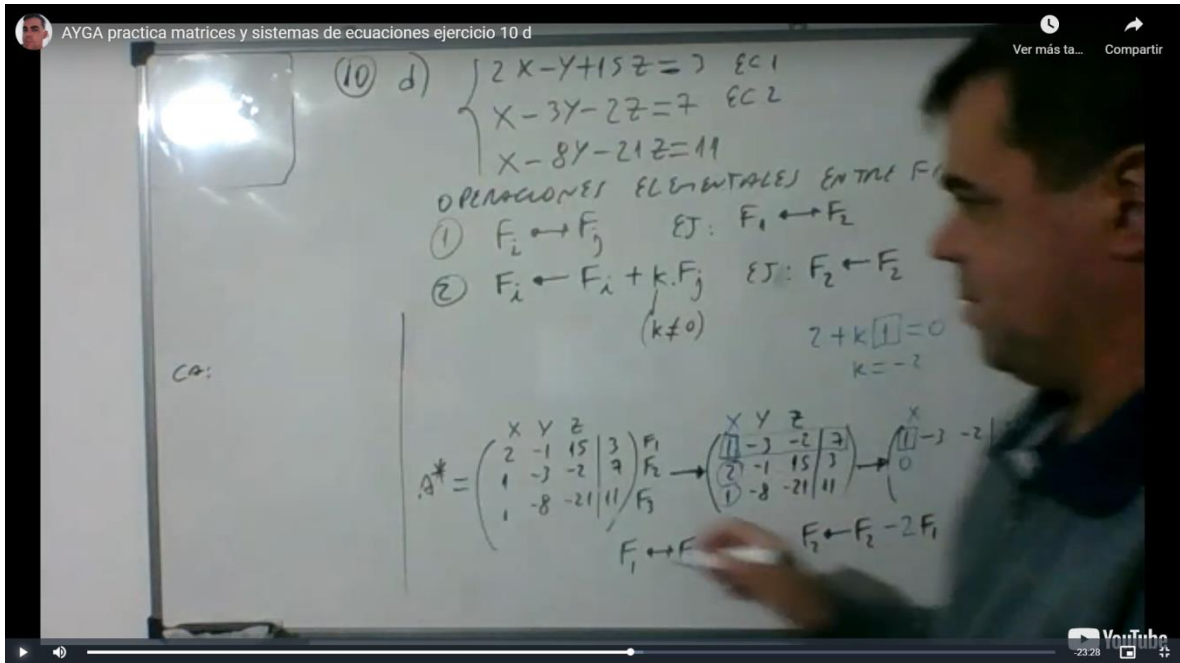 AYGA practica matrices y sistemas de ecuaciones ejercicio 10 d
Ver más ta...
Compartir
10 d) 2X-Y+15Z=3 EC1
X-3Y-2Z=7 EC2
X-8Y-21Z=11
OPERACIONES ELEMENTALES ENTRE
① Fi ↔ Fj EJ: F1 ↔ F2
② Fi ← Fi + k.Fj EJ: F2 ← F2
(k≠0)
2+k1=0
k=-2
CA:
X Y Z
A* = 2 -1 15 | 3 F1
1 -3 -2 | 7 F2
1 -8 -21 | 11 F3
→
X Y Z
1 -3 -2 | 7
2 -1 15 | 3
1 -8 -21 | 11
→
X
1 -3 -2 |
0
F1 ↔ F
F2 ← F2 -2F1
YouTube
-23:28